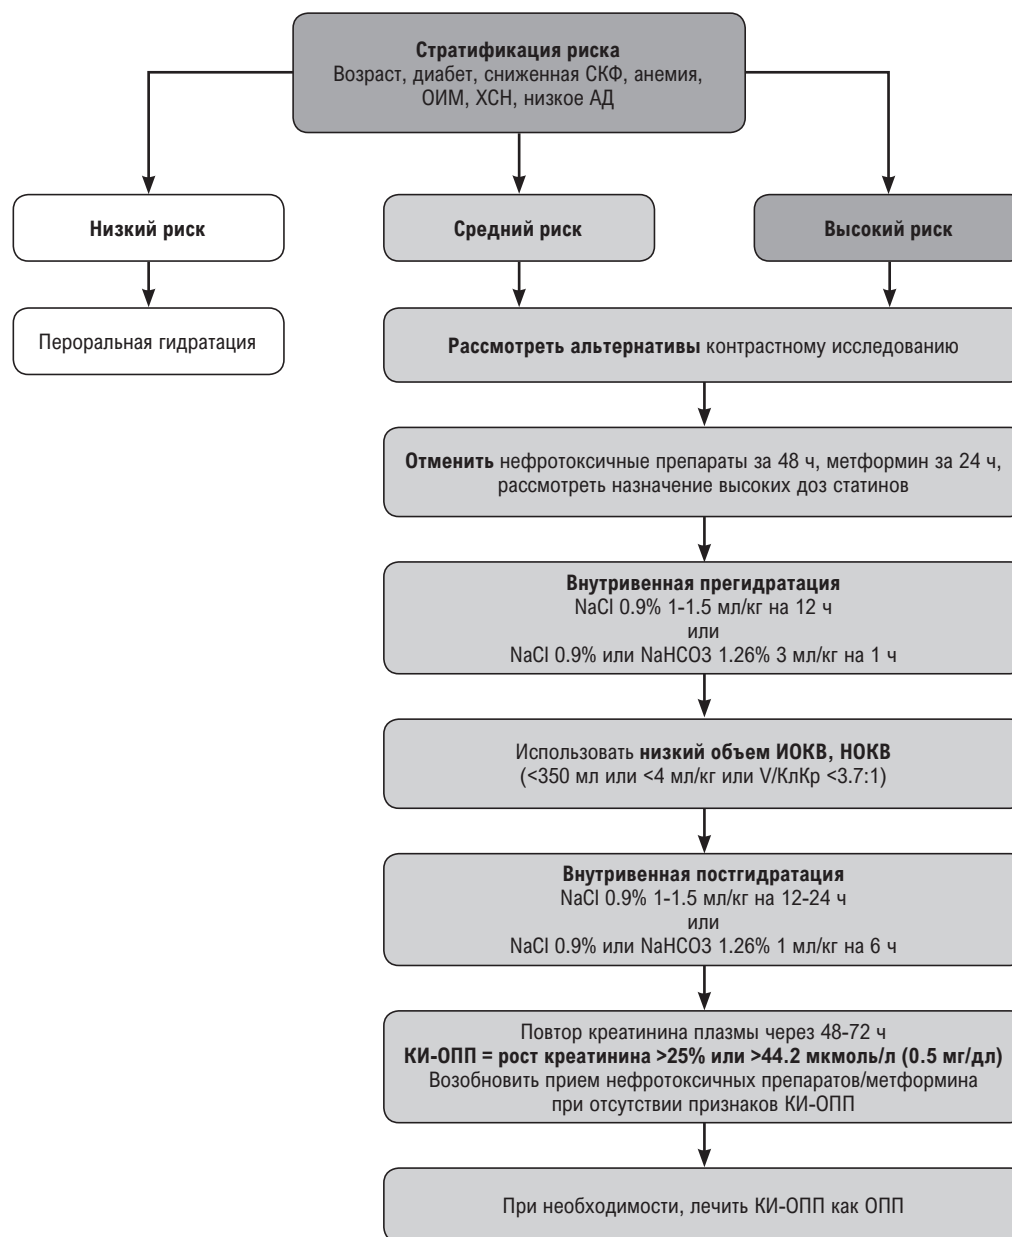 Стратификация риска
Возраст, диабет, сниженная СКФ, анемия,
ОИМ, ХСН, низкое АД
Низкий риск
Средний риск
Высокий риск
Пероральная гидратация
Рассмотреть альтернативы контрастному исследованию
Отменить нефротоксичные препараты за 48 ч, метформин за 24 ч,
рассмотреть назначение высоких доз статинов
Внутривенная прегидратация
NaCl 0.9% 1-1.5 мл/кг на 12 ч
или
NaCl 0.9% или NaHCO3 1.26% 3 мл/кг на 1 ч
Использовать низкий объем ИОКВ, НОКВ
(<350 мл или <4 мл/кг или V/КлКр <3.7:1)
Внутривенная постгидратация
NaCl 0.9% 1-1.5 мл/кг на 12-24 ч
или
NaCl 0.9% или NaHCO3 1.26% 1 мл/кг на 6 ч
Повтор креатинина плазмы через 48-72 ч
КИ-ОПП = рост креатинина >25% или >44.2 мкмоль/л (0.5 мг/дл)
Возобновить прием нефротоксичных препаратов/метформина
при отсутствии признаков КИ-ОПП
При необходимости, лечить КИ-ОПП как ОПП